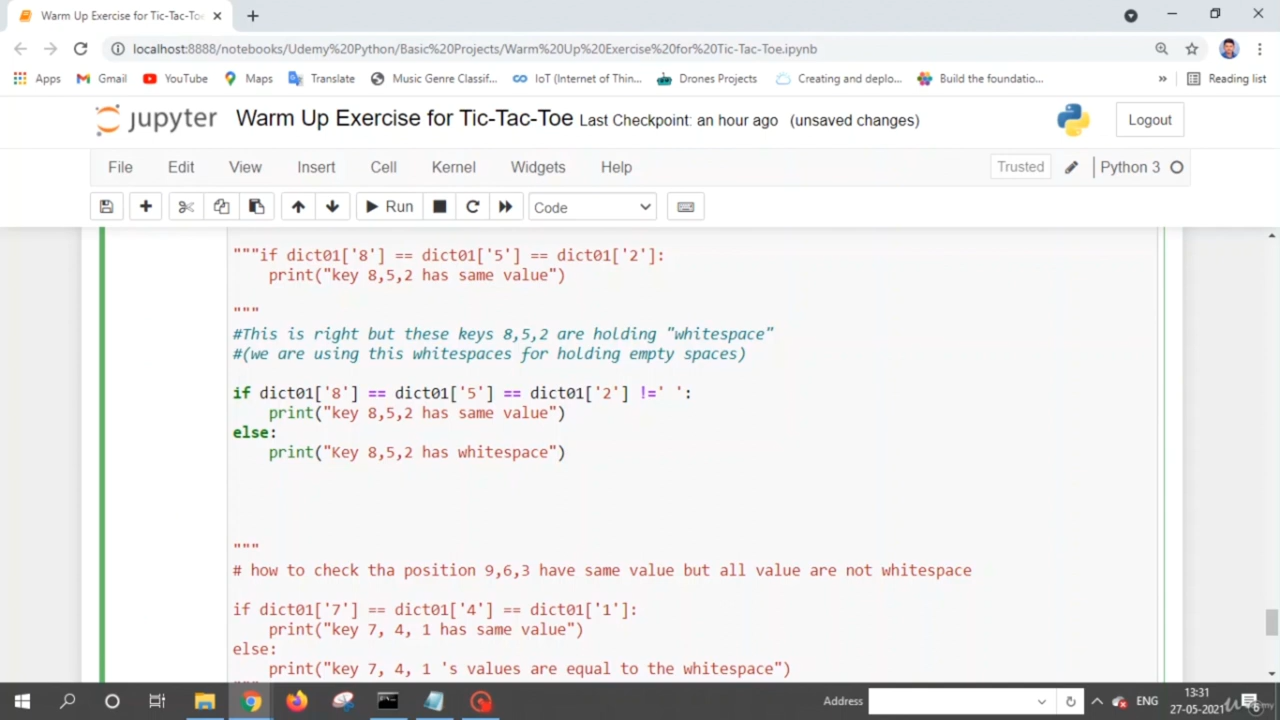 Warm Up Exercise for Tic-Tac-Toe
localhost:8888/notebooks/Udemy%20Python/Basic%20Projects/Warm%20Up%20Exercise%20for%20Tic-Tac-Toe.ipynb
Apps Gmail YouTube Maps Translate Music Genre Classif... IoT (Internet of Thin... Drones Projects Creating and deplo... Build the foundatio... » Reading list
jupyter Warm Up Exercise for Tic-Tac-Toe Last Checkpoint: an hour ago (unsaved changes) Logout
File Edit View Insert Cell Kernel Widgets Help Trusted Python 3
Run Code
"""if dict01['8'] == dict01['5'] == dict01['2']:
print("key 8,5,2 has same value")
"""
#This is right but these keys 8,5,2 are holding "whitespace"
#(we are using this whitespaces for holding empty spaces)
if dict01['8'] == dict01['5'] == dict01['2'] !=' ':
print("key 8,5,2 has same value")
else:
print("Key 8,5,2 has whitespace")
"""
# how to check tha position 9,6,3 have same value but all value are not whitespace
if dict01['7'] == dict01['4'] == dict01['1']:
print("key 7, 4, 1 has same value")
else:
print("key 7, 4, 1 's values are equal to the whitespace")
Address ENG 13:31
27-05-2021